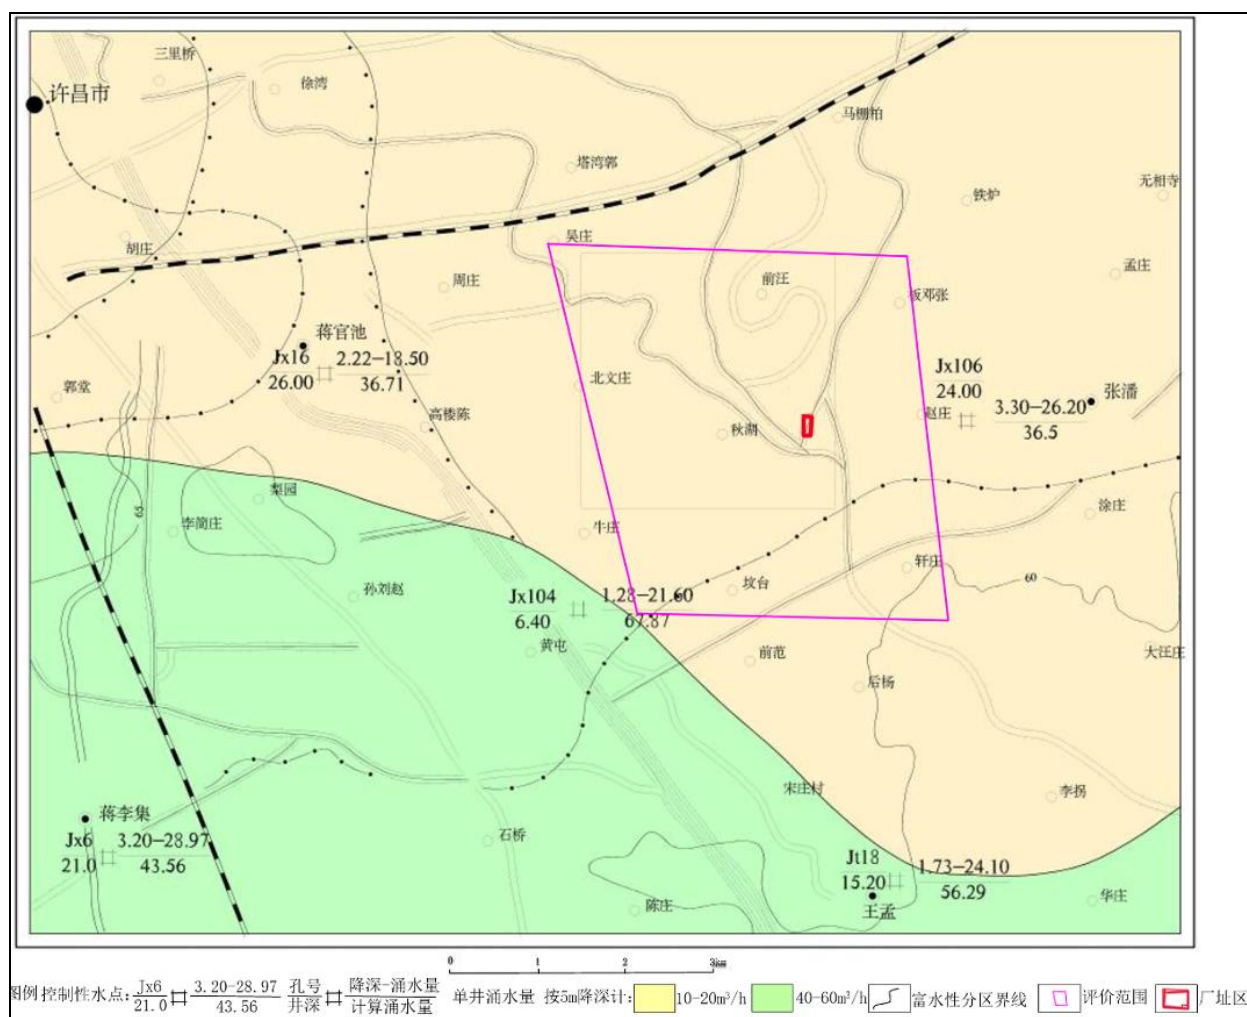 三里桥
许昌市
徐湾
马栅柏
塔湾郭
铁炉
无相寺
胡庄
吴庄
周庄
前汪
孟庄
板邓张
蒋官池
Jx16 2.22-18.50
26.00 36.71
郭堂
北文庄
高楼陈
秋湖
Jx106
24.00
赵庄
张潘
3.30-26.20
36.5
梨园
李简庄
65
牛庄
涂庄
轩庄
60
孙刘赵
坟台
Jx104 1.28-21.60
6.40 67.87
黄屯
前范
大汪庄
后杨
宋庄村
李拐
蒋李集
Jx6 3.20-28.97
21.0 43.56
石桥
Jt18 1.73-24.10
15.20 56.29
王孟
陈庄
华庄
0 1 2 3km
图例 控制性水点: Jx6 3.20-28.97 孔号 降深-涌水量
21.0 43.56 井深 计算涌水量
单井涌水量 按5m降深计: 10-20m³/h 40-60m³/h 富水性分区界线 评价范围 厂址区